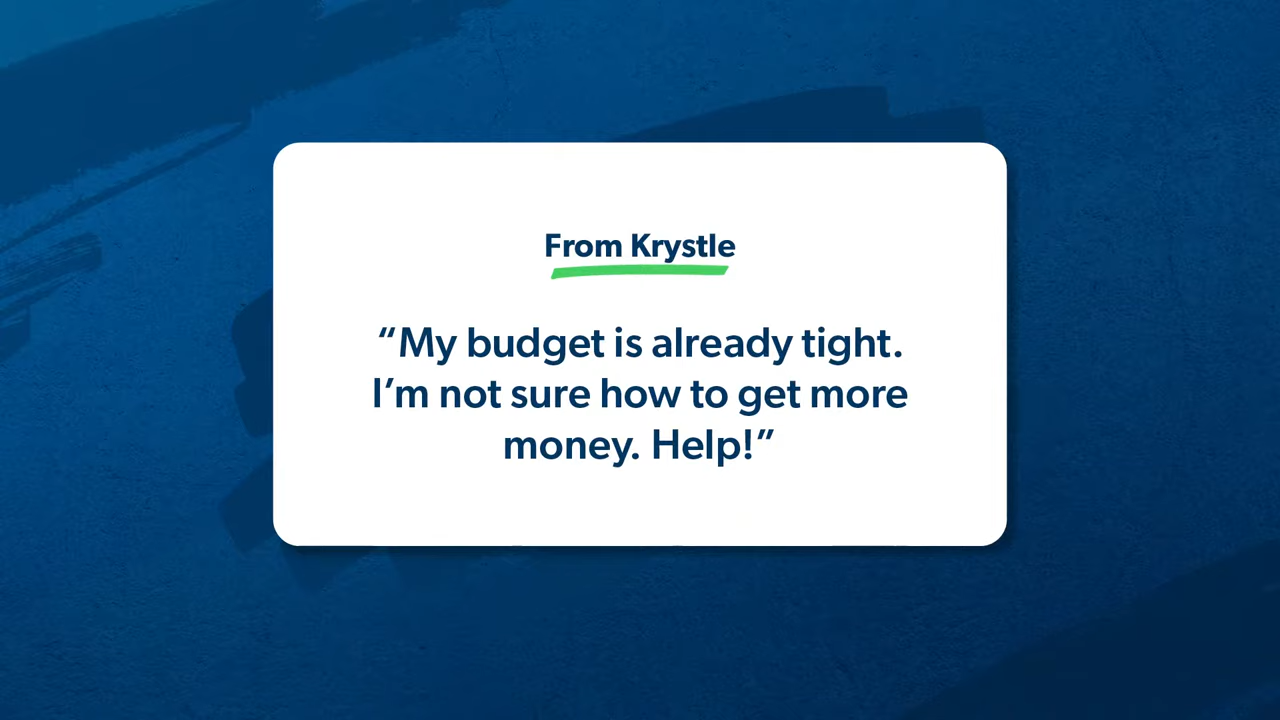 From Krystle
“My budget is already tight.
I’m not sure how to get more
money. Help!”